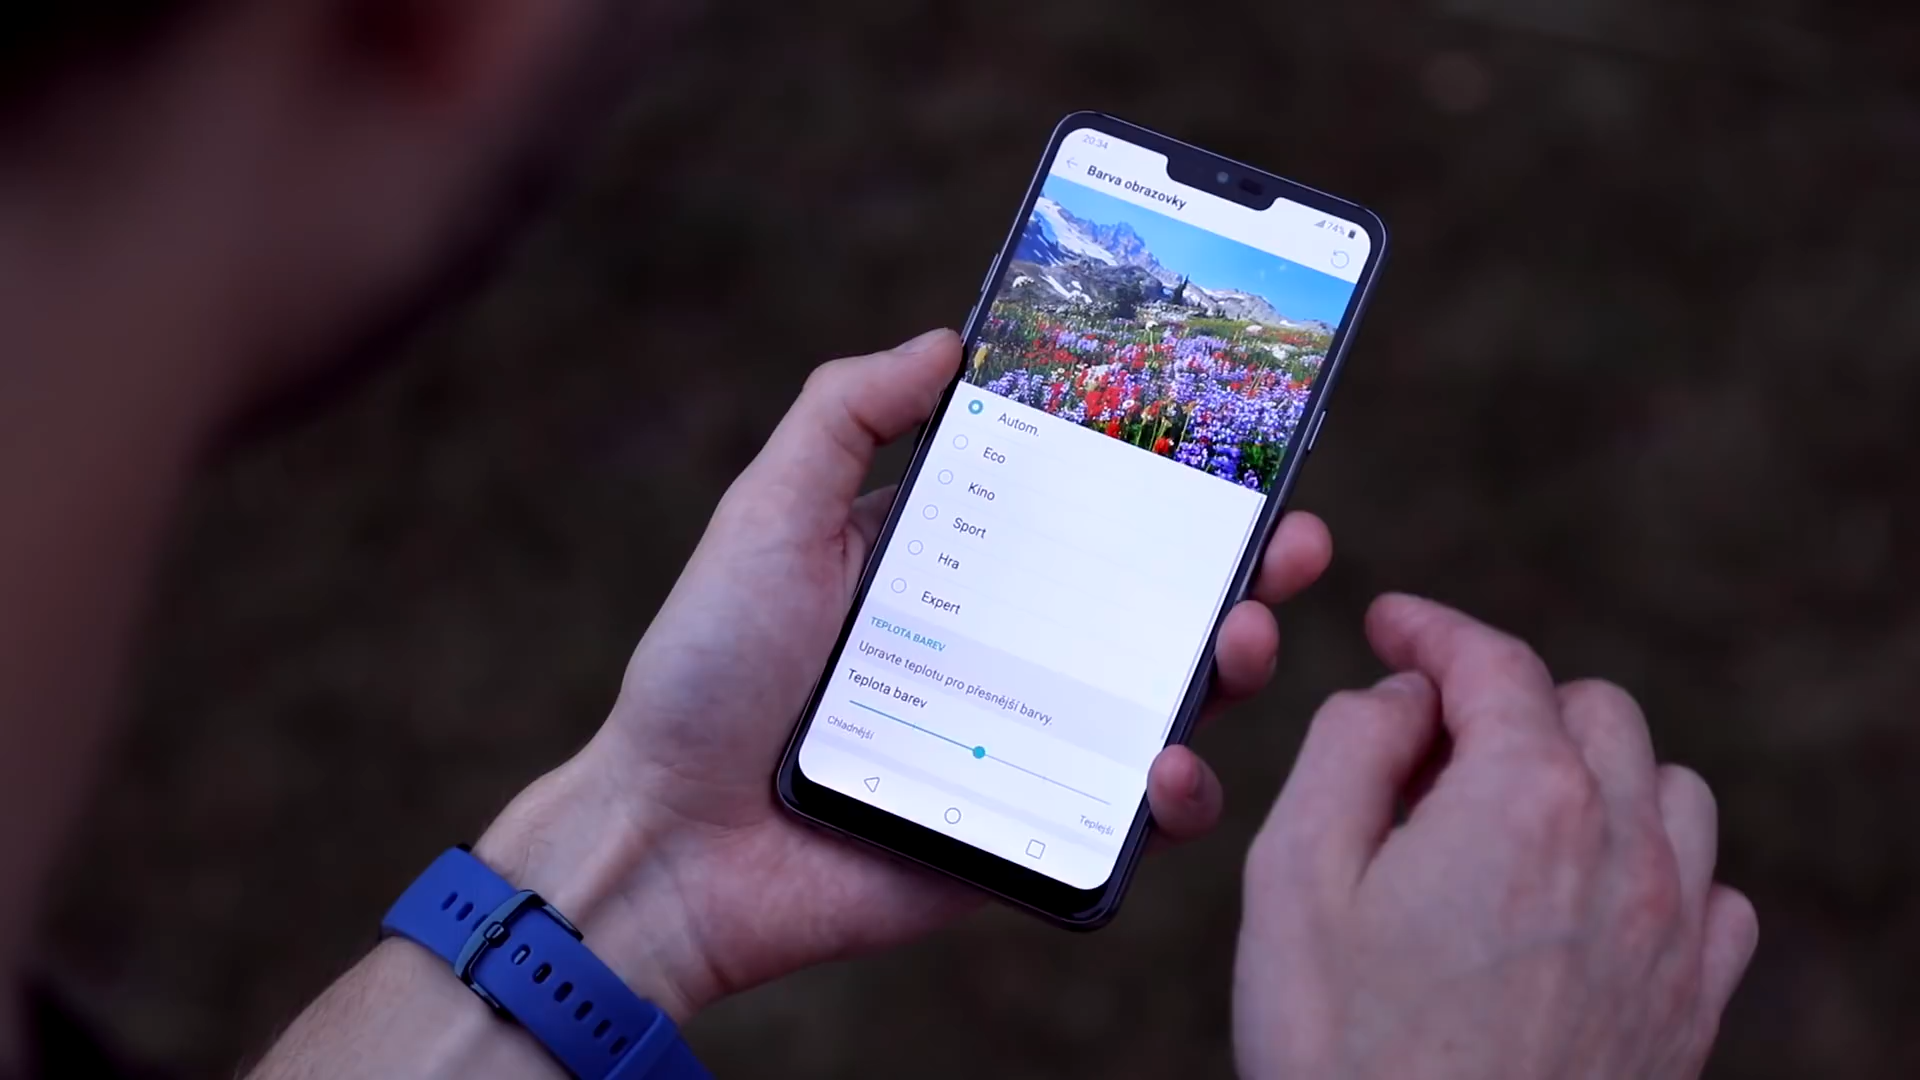 20:34
74%
Barva obrazovky
Autom.
Eco
Kino
Sport
Hra
Expert
TEPLOTA BAREV
Upravte teplotu pro přesnější barvy.
Teplota barev
Chladnější
Teplejší